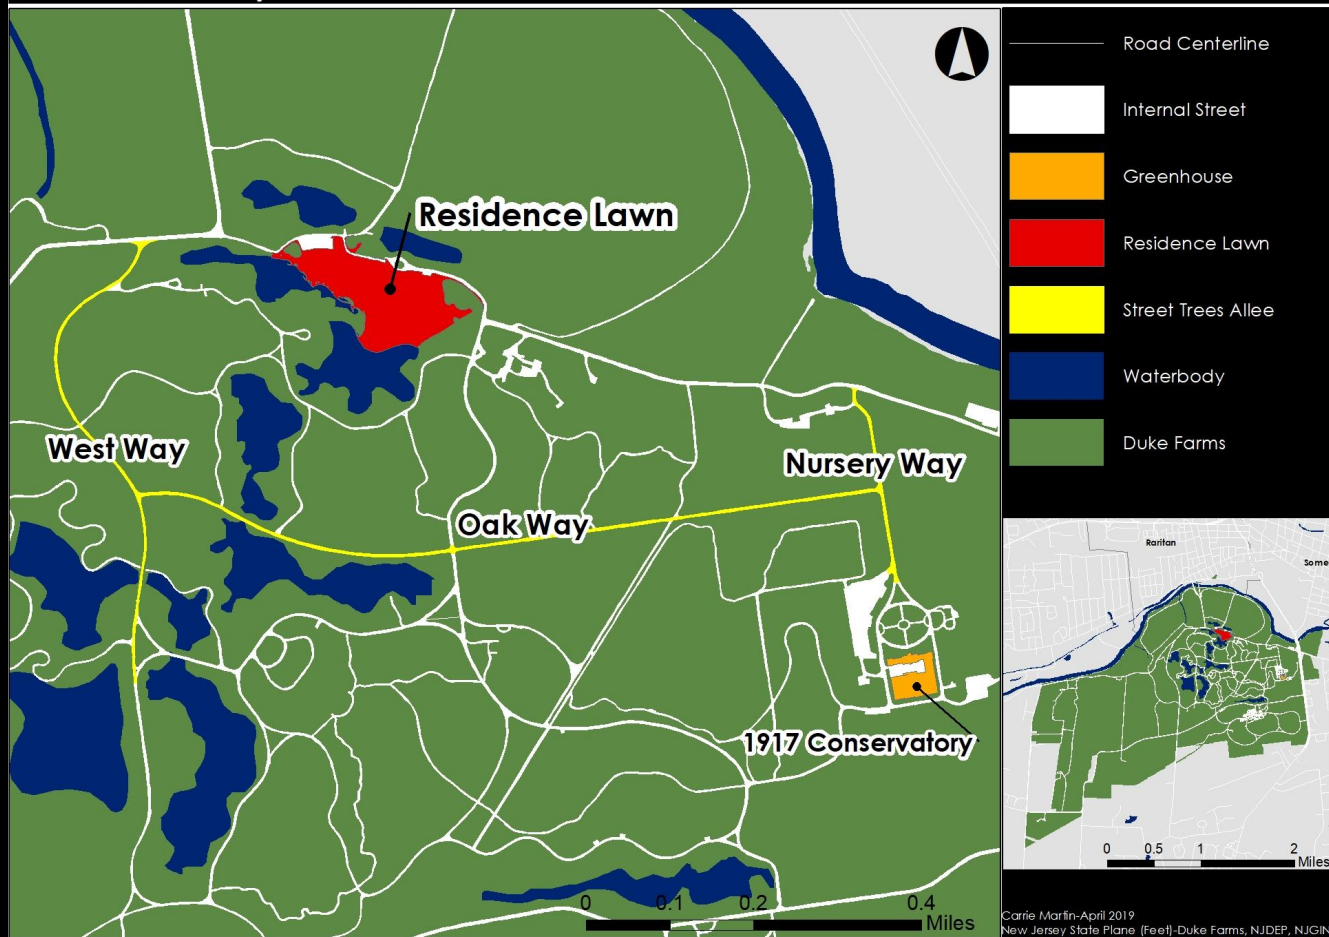 Residence Lawn
West Way
Nursery Way
Oak Way
1917 Conservatory
0 0.1 0.2 0.4
Miles
Road Centerline
Internal Street
Greenhouse
Residence Lawn
Street Trees Allee
Waterbody
Duke Farms
Raritan
Some
0 0.5 1 2
Miles
Carrie Martin-April 2019
New Jersey State Plane (Feet)-Duke Farms, NJDEP, NJGIN